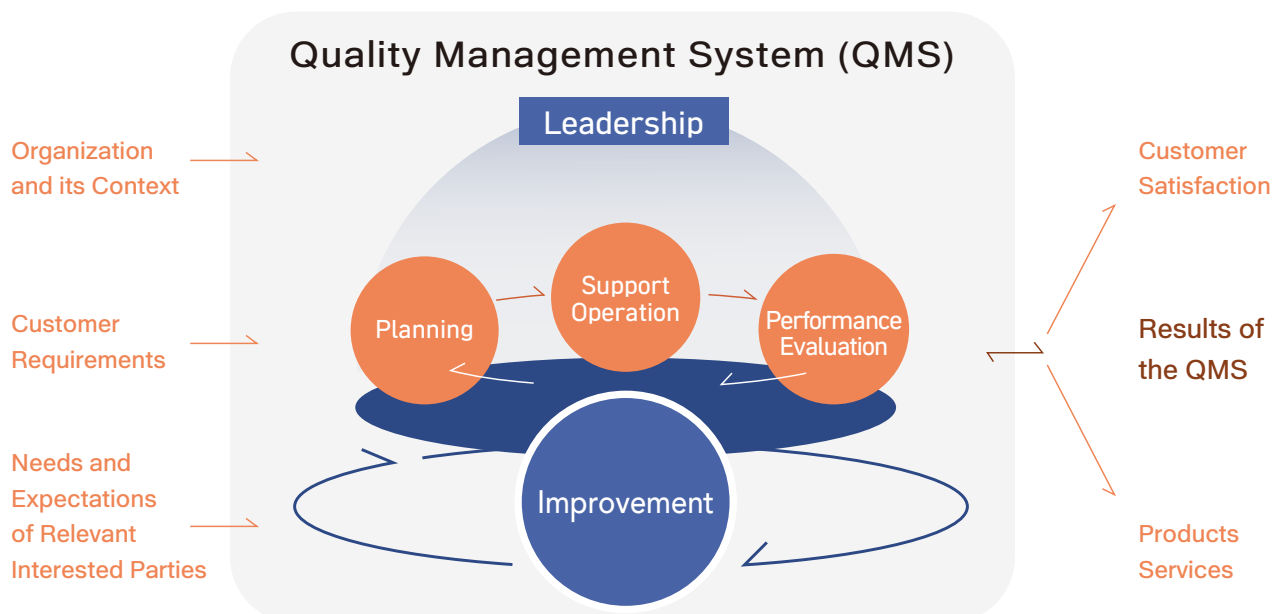 Quality Management System (QMS)
Leadership
Organization
and its Context
Customer
Requirements
Needs and
Expectations
of Relevant
Interested Parties
Planning
Support
Operation
Performance
Evaluation
Improvement
Customer
Satisfaction
Results of
the QMS
Products
Services